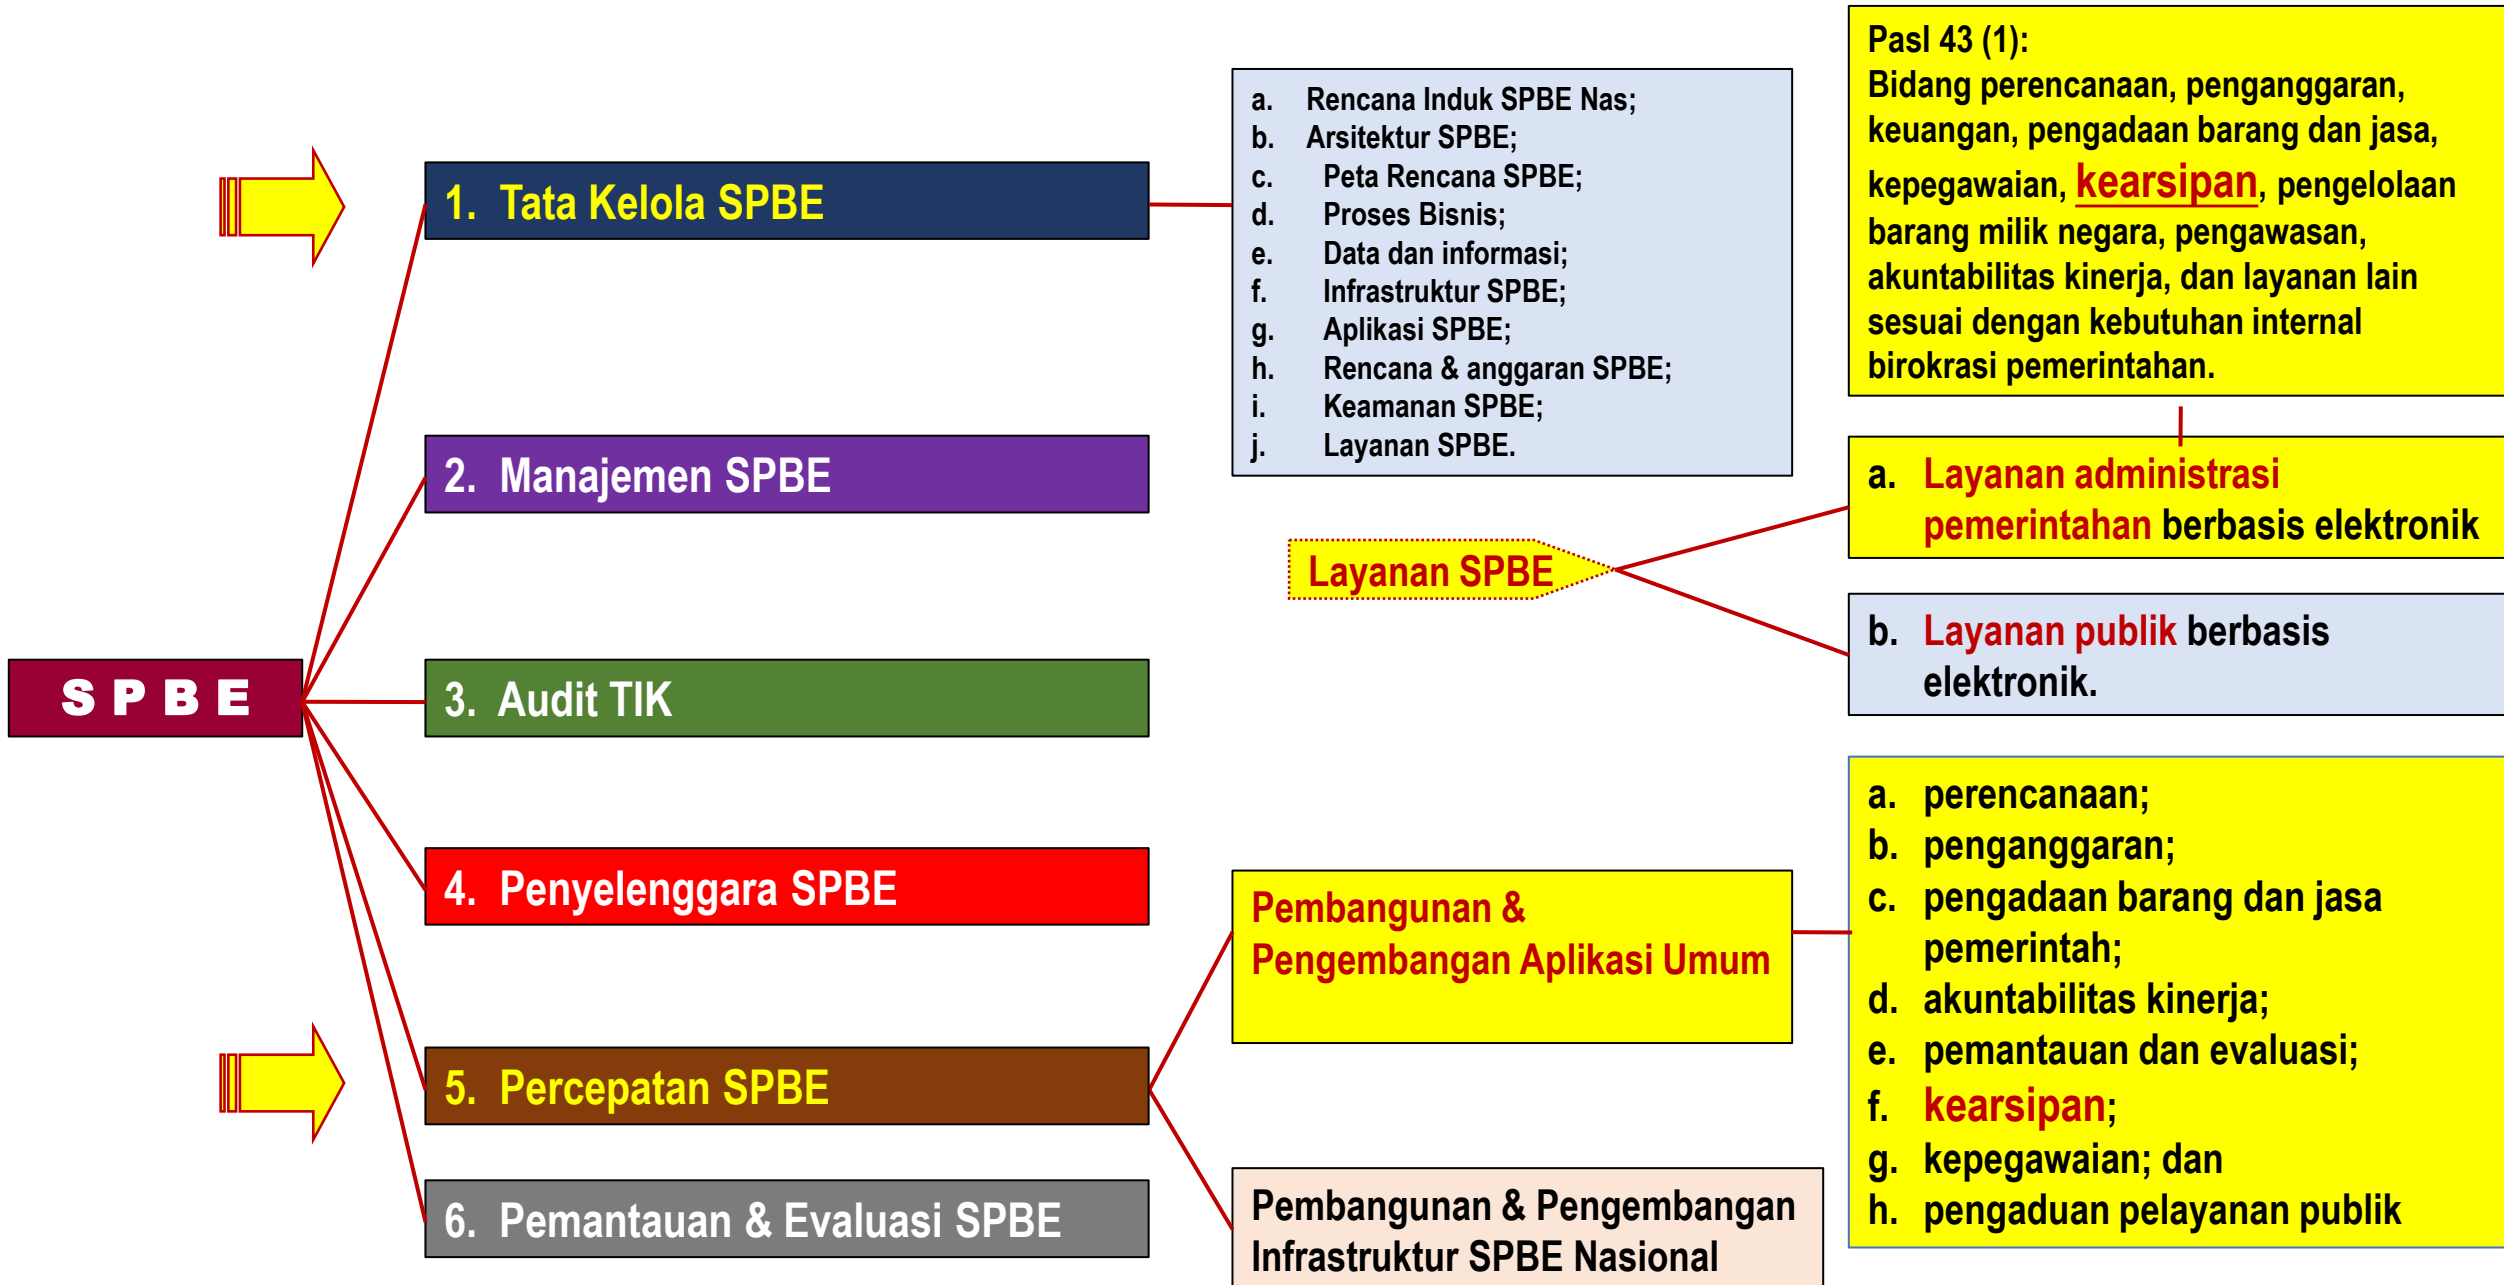 S P B E
1. Tata Kelola SPBE
2. Manajemen SPBE
3. Audit TIK
4. Penyelenggara SPBE
5. Percepatan SPBE
6. Pemantauan & Evaluasi SPBE
a. Rencana Induk SPBE Nas;
b. Arsitektur SPBE;
c. Peta Rencana SPBE;
d. Proses Bisnis;
e. Data dan informasi;
f. Infrastruktur SPBE;
g. Aplikasi SPBE;
h. Rencana & anggaran SPBE;
i. Keamanan SPBE;
j. Layanan SPBE.
Layanan SPBE
Pasl 43 (1):
Bidang perencanaan, penganggaran,
keuangan, pengadaan barang dan jasa,
kepegawaian, kearsipan, pengelolaan
barang milik negara, pengawasan,
akuntabilitas kinerja, dan layanan lain
sesuai dengan kebutuhan internal
birokrasi pemerintahan.
a. Layanan administrasi
pemerintahan berbasis elektronik
b. Layanan publik berbasis
elektronik.
Pembangunan &
Pengembangan Aplikasi Umum
a. perencanaan;
b. penganggaran;
c. pengadaan barang dan jasa
pemerintah;
d. akuntabilitas kinerja;
e. pemantauan dan evaluasi;
f. kearsipan;
g. kepegawaian; dan
h. pengaduan pelayanan publik
Pembangunan & Pengembangan
Infrastruktur SPBE Nasional